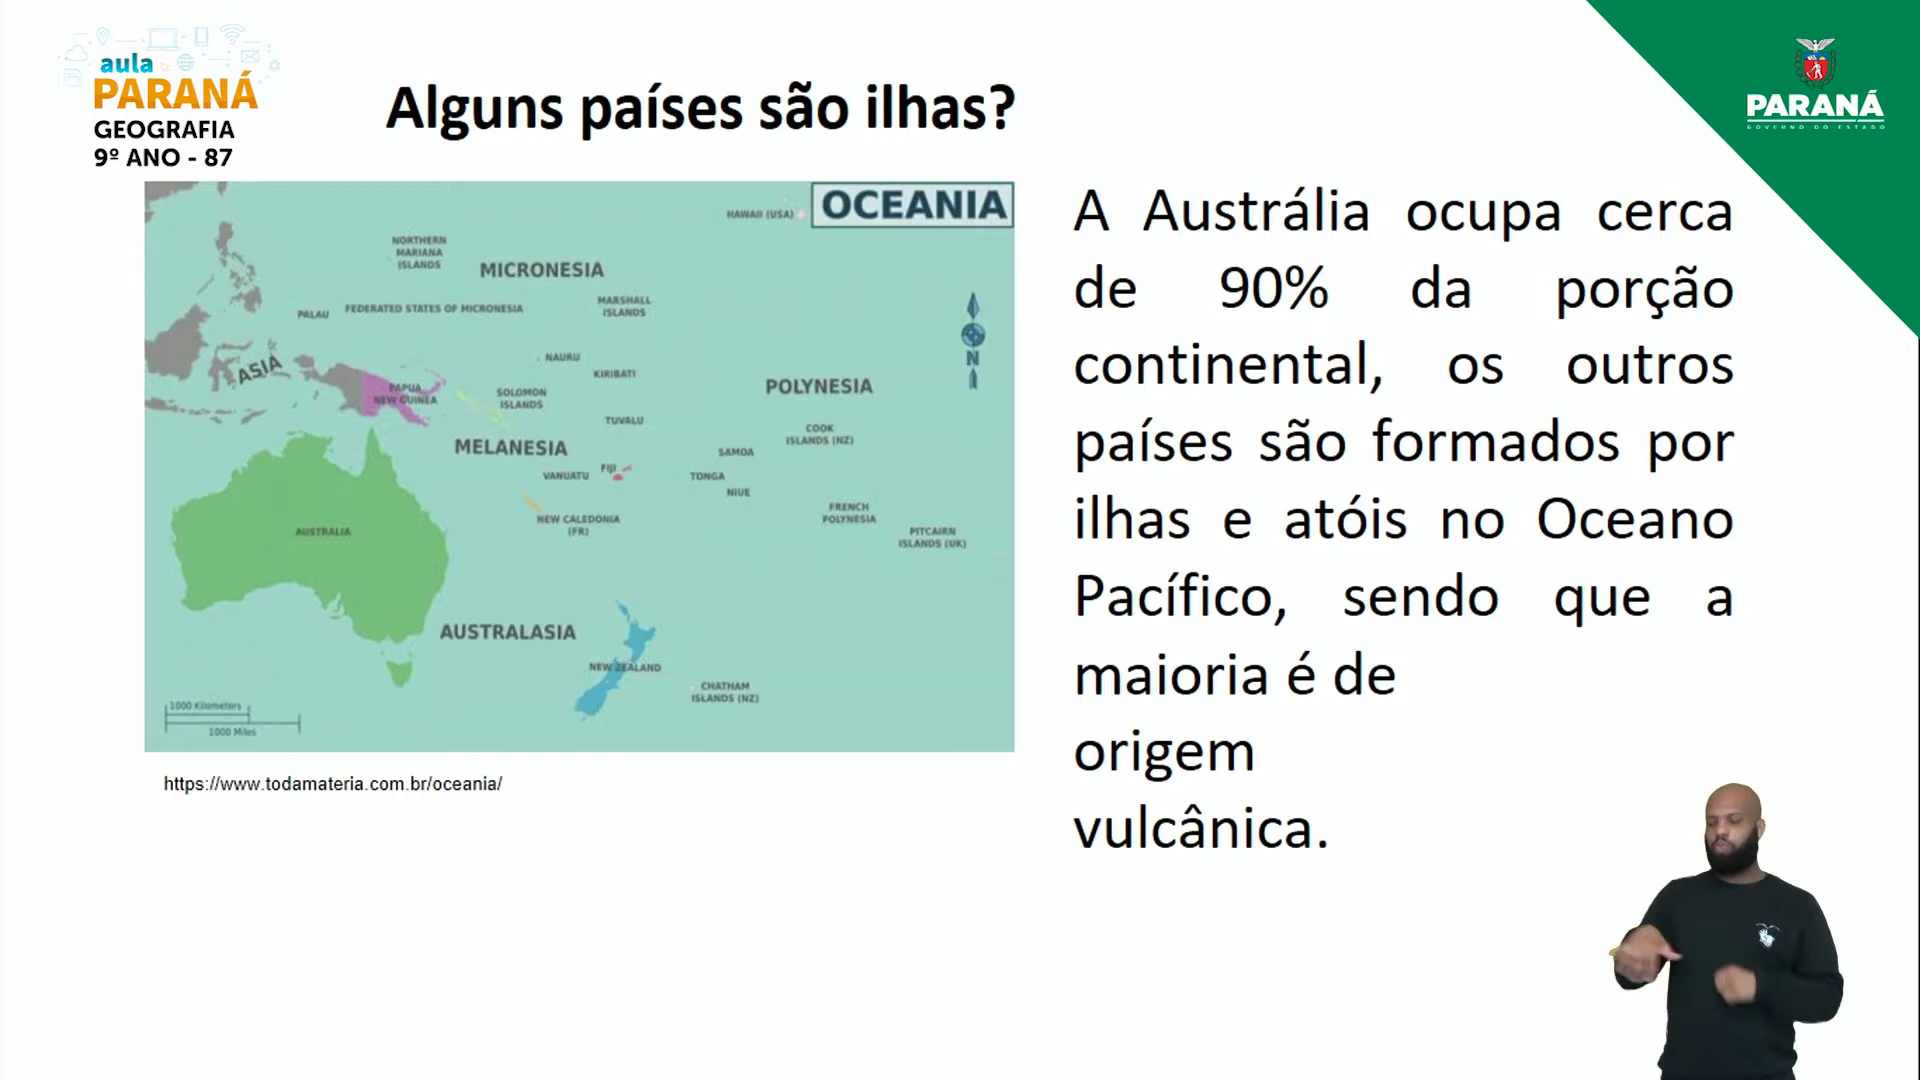 aula
PARANÁ
GEOGRAFIA
9º ANO - 87
Alguns países são ilhas?
PARANÁ
GOVERNO DO ESTADO
OCEANIA
HAWAII (USA)
NORTHERN
MARIANA
ISLANDS
MICRONESIA
PALAU
FEDERATED STATES OF MICRONESIA
MARSHALL
ISLANDS
NAURU
KIRIBATI
ASIA
PAPUA
NEW GUINEA
SOLOMON
ISLANDS
POLYNESIA
N
TUVALU
COOK
ISLANDS (NZ)
MELANESIA
SAMOA
VANUATU
FIJI
TONGA
NIUE
NEW CALEDONIA
(FR)
FRENCH
POLYNESIA
PITCAIRN
ISLANDS (UK)
AUSTRALIA
AUSTRALASIA
NEW ZEALAND
CHATHAM
ISLANDS (NZ)
1000 Kilometers
1000 Miles
https://www.todamateria.com.br/oceania/
A Austrália ocupa cerca
de 90% da porção
continental, os outros
países são formados por
ilhas e atóis no Oceano
Pacífico, sendo que a
maioria é de
origem
vulcânica.